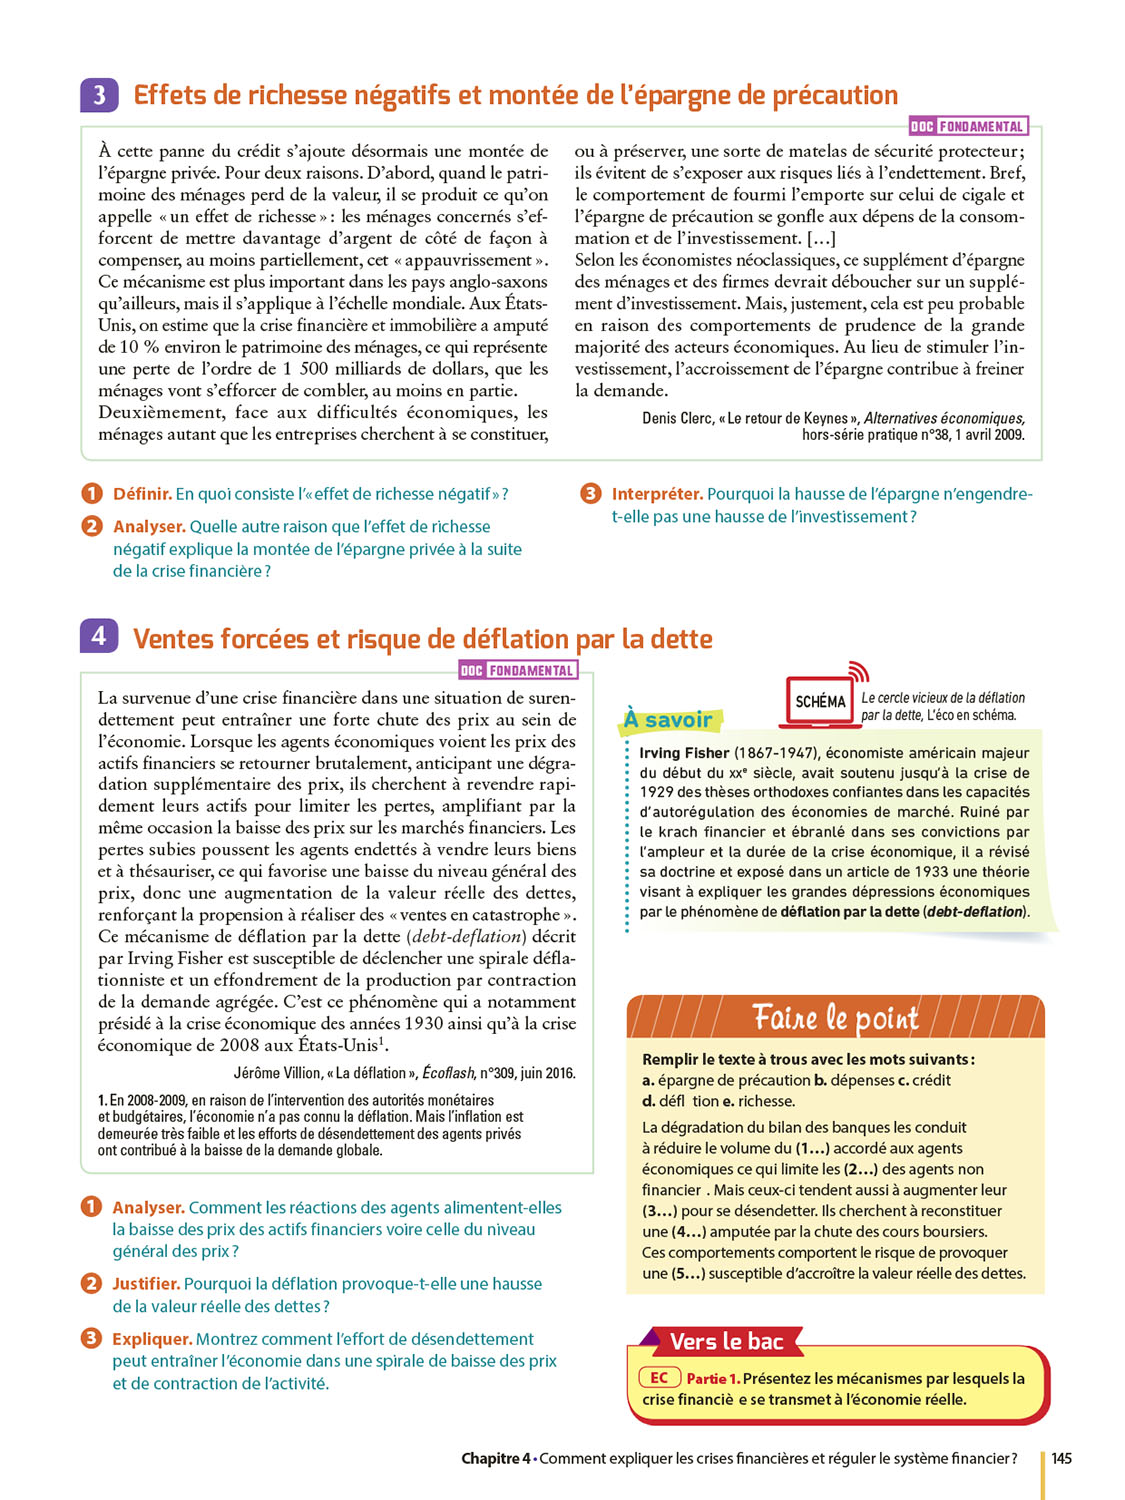 3 Effets de richesse négatifs et montée de l’épargne de précaution
DOC FONDAMENTAL
À cette panne du crédit s’ajoute désormais une montée de
l’épargne privée. Pour deux raisons. D’abord, quand le patri-
moine des ménages perd de la valeur, il se produit ce qu’on
appelle « un effet de richesse » : les ménages concernés s’ef-
forcent de mettre davantage d’argent de côté de façon à
compenser, au moins partiellement, cet « appauvrissement ».
Ce mécanisme est plus important dans les pays anglo-saxons
qu’ailleurs, mais il s’applique à l’échelle mondiale. Aux États-
Unis, on estime que la crise financière et immobilière a amputé
de 10 % environ le patrimoine des ménages, ce qui représente
une perte de l’ordre de 1 500 milliards de dollars, que les
ménages vont s’efforcer de combler, au moins en partie.
Deuxièmement, face aux difficultés économiques, les
ménages autant que les entreprises cherchent à se constituer,
ou à préserver, une sorte de matelas de sécurité protecteur ;
ils évitent de s’exposer aux risques liés à l’endettement. Bref,
le comportement de fourmi l’emporte sur celui de cigale et
l’épargne de précaution se gonfle aux dépens de la consom-
mation et de l’investissement. […]
Selon les économistes néoclassiques, ce supplément d’épargne
des ménages et des firmes devrait déboucher sur un supplé-
ment d’investissement. Mais, justement, cela est peu probable
en raison des comportements de prudence de la grande
majorité des acteurs économiques. Au lieu de stimuler l’in-
vestissement, l’accroissement de l’épargne contribue à freiner
la demande.
Denis Clerc, « Le retour de Keynes », Alternatives économiques,
hors-série pratique n°38, 1 avril 2009.
1 Définir. En quoi consiste l’« effet de richesse négatif » ?
2 Analyser. Quelle autre raison que l’effet de richesse
négatif explique la montée de l’épargne privée à la suite
de la crise financière ?
3 Interpréter. Pourquoi la hausse de l’épargne n’engendre-
t-elle pas une hausse de l’investissement ?
4 Ventes forcées et risque de déflation par la dette
DOC FONDAMENTAL
La survenue d’une crise financière dans une situation de suren-
dettement peut entraîner une forte chute des prix au sein de
l’économie. Lorsque les agents économiques voient les prix des
actifs financiers se retourner brutalement, anticipant une dégra-
dation supplémentaire des prix, ils cherchent à revendre rapi-
dement leurs actifs pour limiter les pertes, amplifiant par la
même occasion la baisse des prix sur les marchés financiers. Les
pertes subies poussent les agents endettés à vendre leurs biens
et à thésauriser, ce qui favorise une baisse du niveau général des
prix, donc une augmentation de la valeur réelle des dettes,
renforçant la propension à réaliser des « ventes en catastrophe ».
Ce mécanisme de déflation par la dette (debt-deflation) décrit
par Irving Fisher est susceptible de déclencher une spirale défla-
tionniste et un effondrement de la production par contraction
de la demande agrégée. C’est ce phénomène qui a notamment
présidé à la crise économique des années 1930 ainsi qu’à la crise
économique de 2008 aux États-Unis¹.
Jérôme Villion, « La déflation », Écoflash, n°309, juin 2016.
1. En 2008-2009, en raison de l’intervention des autorités monétaires
et budgétaires, l’économie n’a pas connu la déflation. Mais l’inflation est
demeurée très faible et les efforts de désendettement des agents privés
ont contribué à la baisse de la demande globale.
1 Analyser. Comment les réactions des agents alimentent-elles
la baisse des prix des actifs financiers voire celle du niveau
général des prix ?
2 Justifier. Pourquoi la déflation provoque-t-elle une hausse
de la valeur réelle des dettes ?
3 Expliquer. Montrez comment l’effort de désendettement
peut entraîner l’économie dans une spirale de baisse des prix
et de contraction de l’activité.
SCHÉMA
Le cercle vicieux de la déflation
par la dette, L’éco en schéma.
À savoir
Irving Fisher (1867-1947), économiste américain majeur
du début du xxe siècle, avait soutenu jusqu’à la crise de
1929 des thèses orthodoxes confiantes dans les capacités
d’autorégulation des économies de marché. Ruiné par
le krach financier et ébranlé dans ses convictions par
l’ampleur et la durée de la crise économique, il a révisé
sa doctrine et exposé dans un article de 1933 une théorie
visant à expliquer les grandes dépressions économiques
par le phénomène de déflation par la dette (debt-deflation).
Faire le point
Remplir le texte à trous avec les mots suivants :
a. épargne de précaution b. dépenses c. crédit
d. défl tion e. richesse.
La dégradation du bilan des banques les conduit
à réduire le volume du (1…) accordé aux agents
économiques ce qui limite les (2…) des agents non
financier . Mais ceux-ci tendent aussi à augmenter leur
(3…) pour se désendetter. Ils cherchent à reconstituer
une (4…) amputée par la chute des cours boursiers.
Ces comportements comportent le risque de provoquer
une (5…) susceptible d’accroître la valeur réelle des dettes.
Vers le bac
EC Partie 1. Présentez les mécanismes par lesquels la
crise financiè e se transmet à l’économie réelle.
Chapitre 4 • Comment expliquer les crises financières et réguler le système financier ? 145